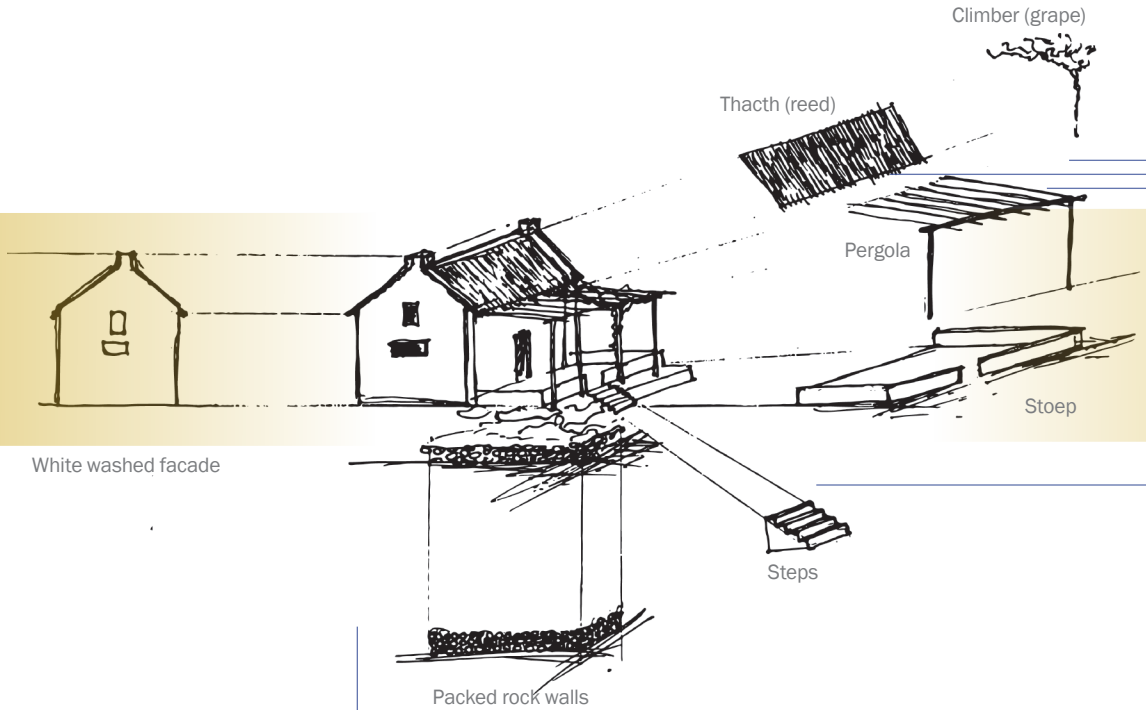 Climber (grape)
Thacth (reed)
Pergola
Stoep
White washed facade
Steps
Packed rock walls